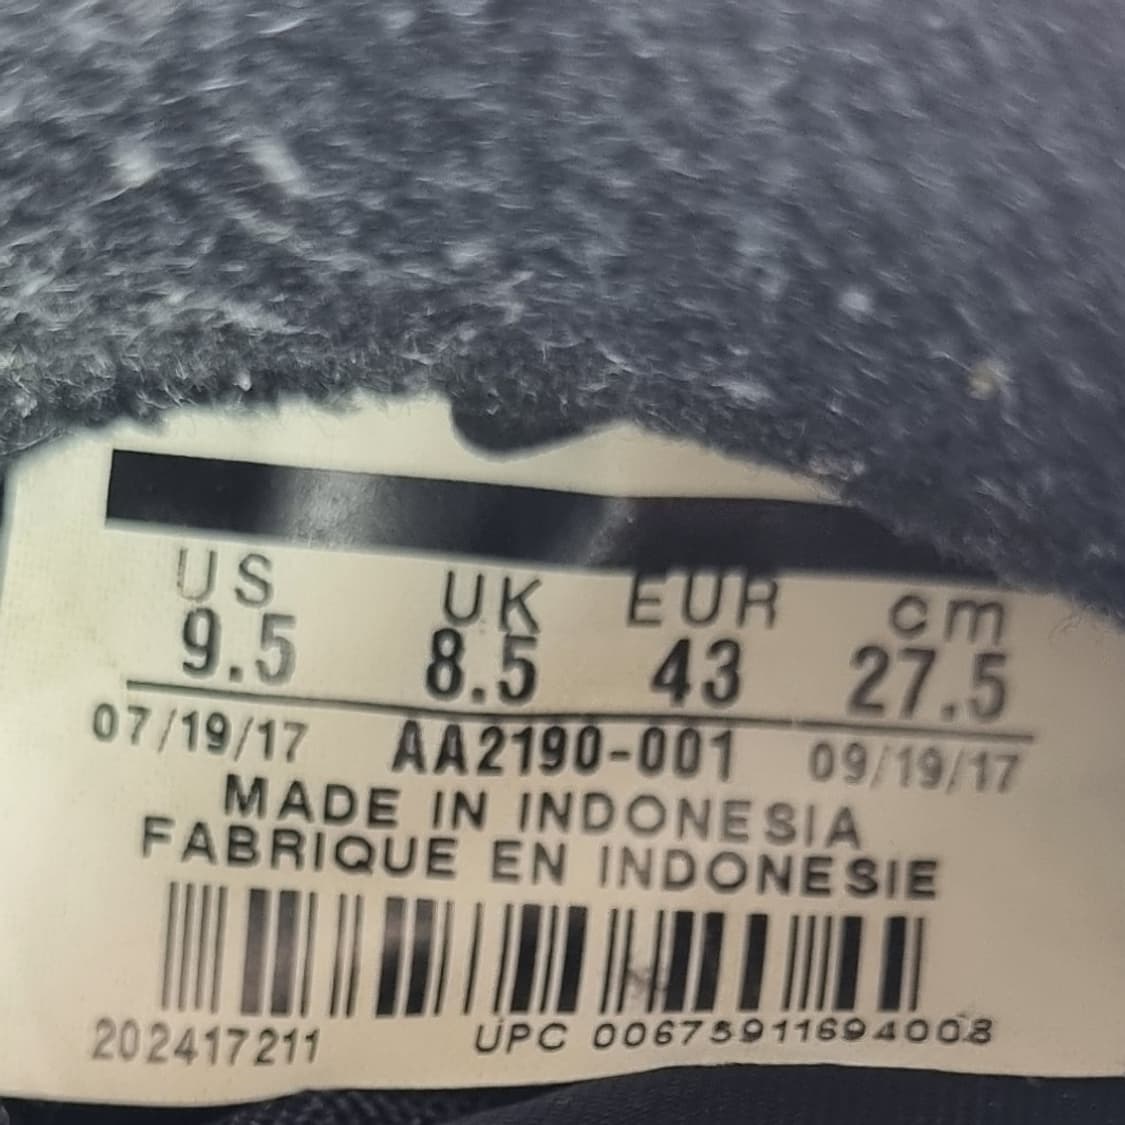 US UK EUR cm
9.5 8.5 43 27.5
07/19/17 AA2190-001 09/19/17
MADE IN INDONESIA
FABRIQUE EN INDONESIE
202417211 UPC 00675911694008